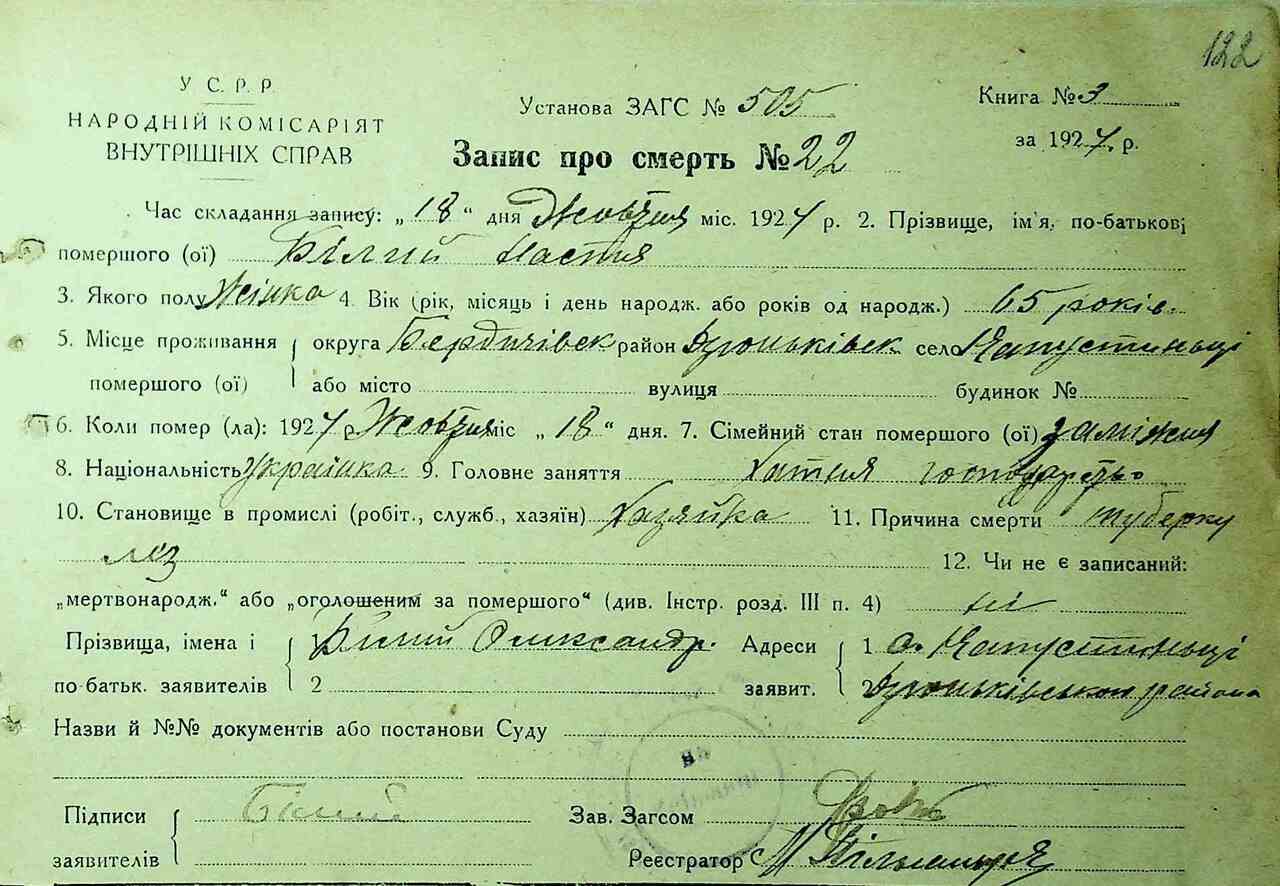 122
У С. Р. Р
НАРОДНІЙ КОМІСАРІЯТ
ВНУТРІШНІХ СПРАВ
Установа ЗАГС № 505
Книга № 3
за 1927 р.
Запис про смерть № 22
Час складання запису: „18“ дня Жовтня міс. 1927 р. 2. Прізвище, ім'я, по-батькові
помершого (ої) Білий Настя
3. Якого полу Жінка 4. Вік (рік, місяць і день народж. або років од народж.) 65 років.
5. Місце проживання округа Бердичівськ район село Капустинці
помершого (ої) або місто вулиця будинок №
6. Коли помер (ла): 1927 р Жовтня міс „18“ дня. 7. Сімейний стан помершого (ої) заміжня
8. Національність Українка 9. Головне заняття Хатня господарство
10. Становище в промислі (робіт., служб., хазяїн) Хазяйка 11. Причина смерти туберку
ліз 12. Чи не є записаний:
„мертвонародж.“ або „оголошеним за помершого“ (див. Інстр. розд. III п. 4) ні
Прізвища, імена і 1 Білий Олександр. Адреси 1 с. Капустинці
по-батьк. заявителів 2 заявит. 2 района
Назви й №№ документів або постанови Суду
Підписи Білий Зав. Загсом
заявителів Реєстратор